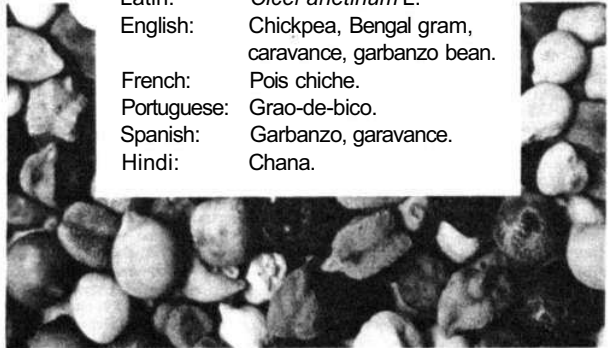 Latin: Cicer arietinum L.
English: Chickpea, Bengal gram,
caravance, garbanzo bean.
French: Pois chiche.
Portuguese: Grao-de-bico.
Spanish: Garbanzo, garavance.
Hindi: Chana.